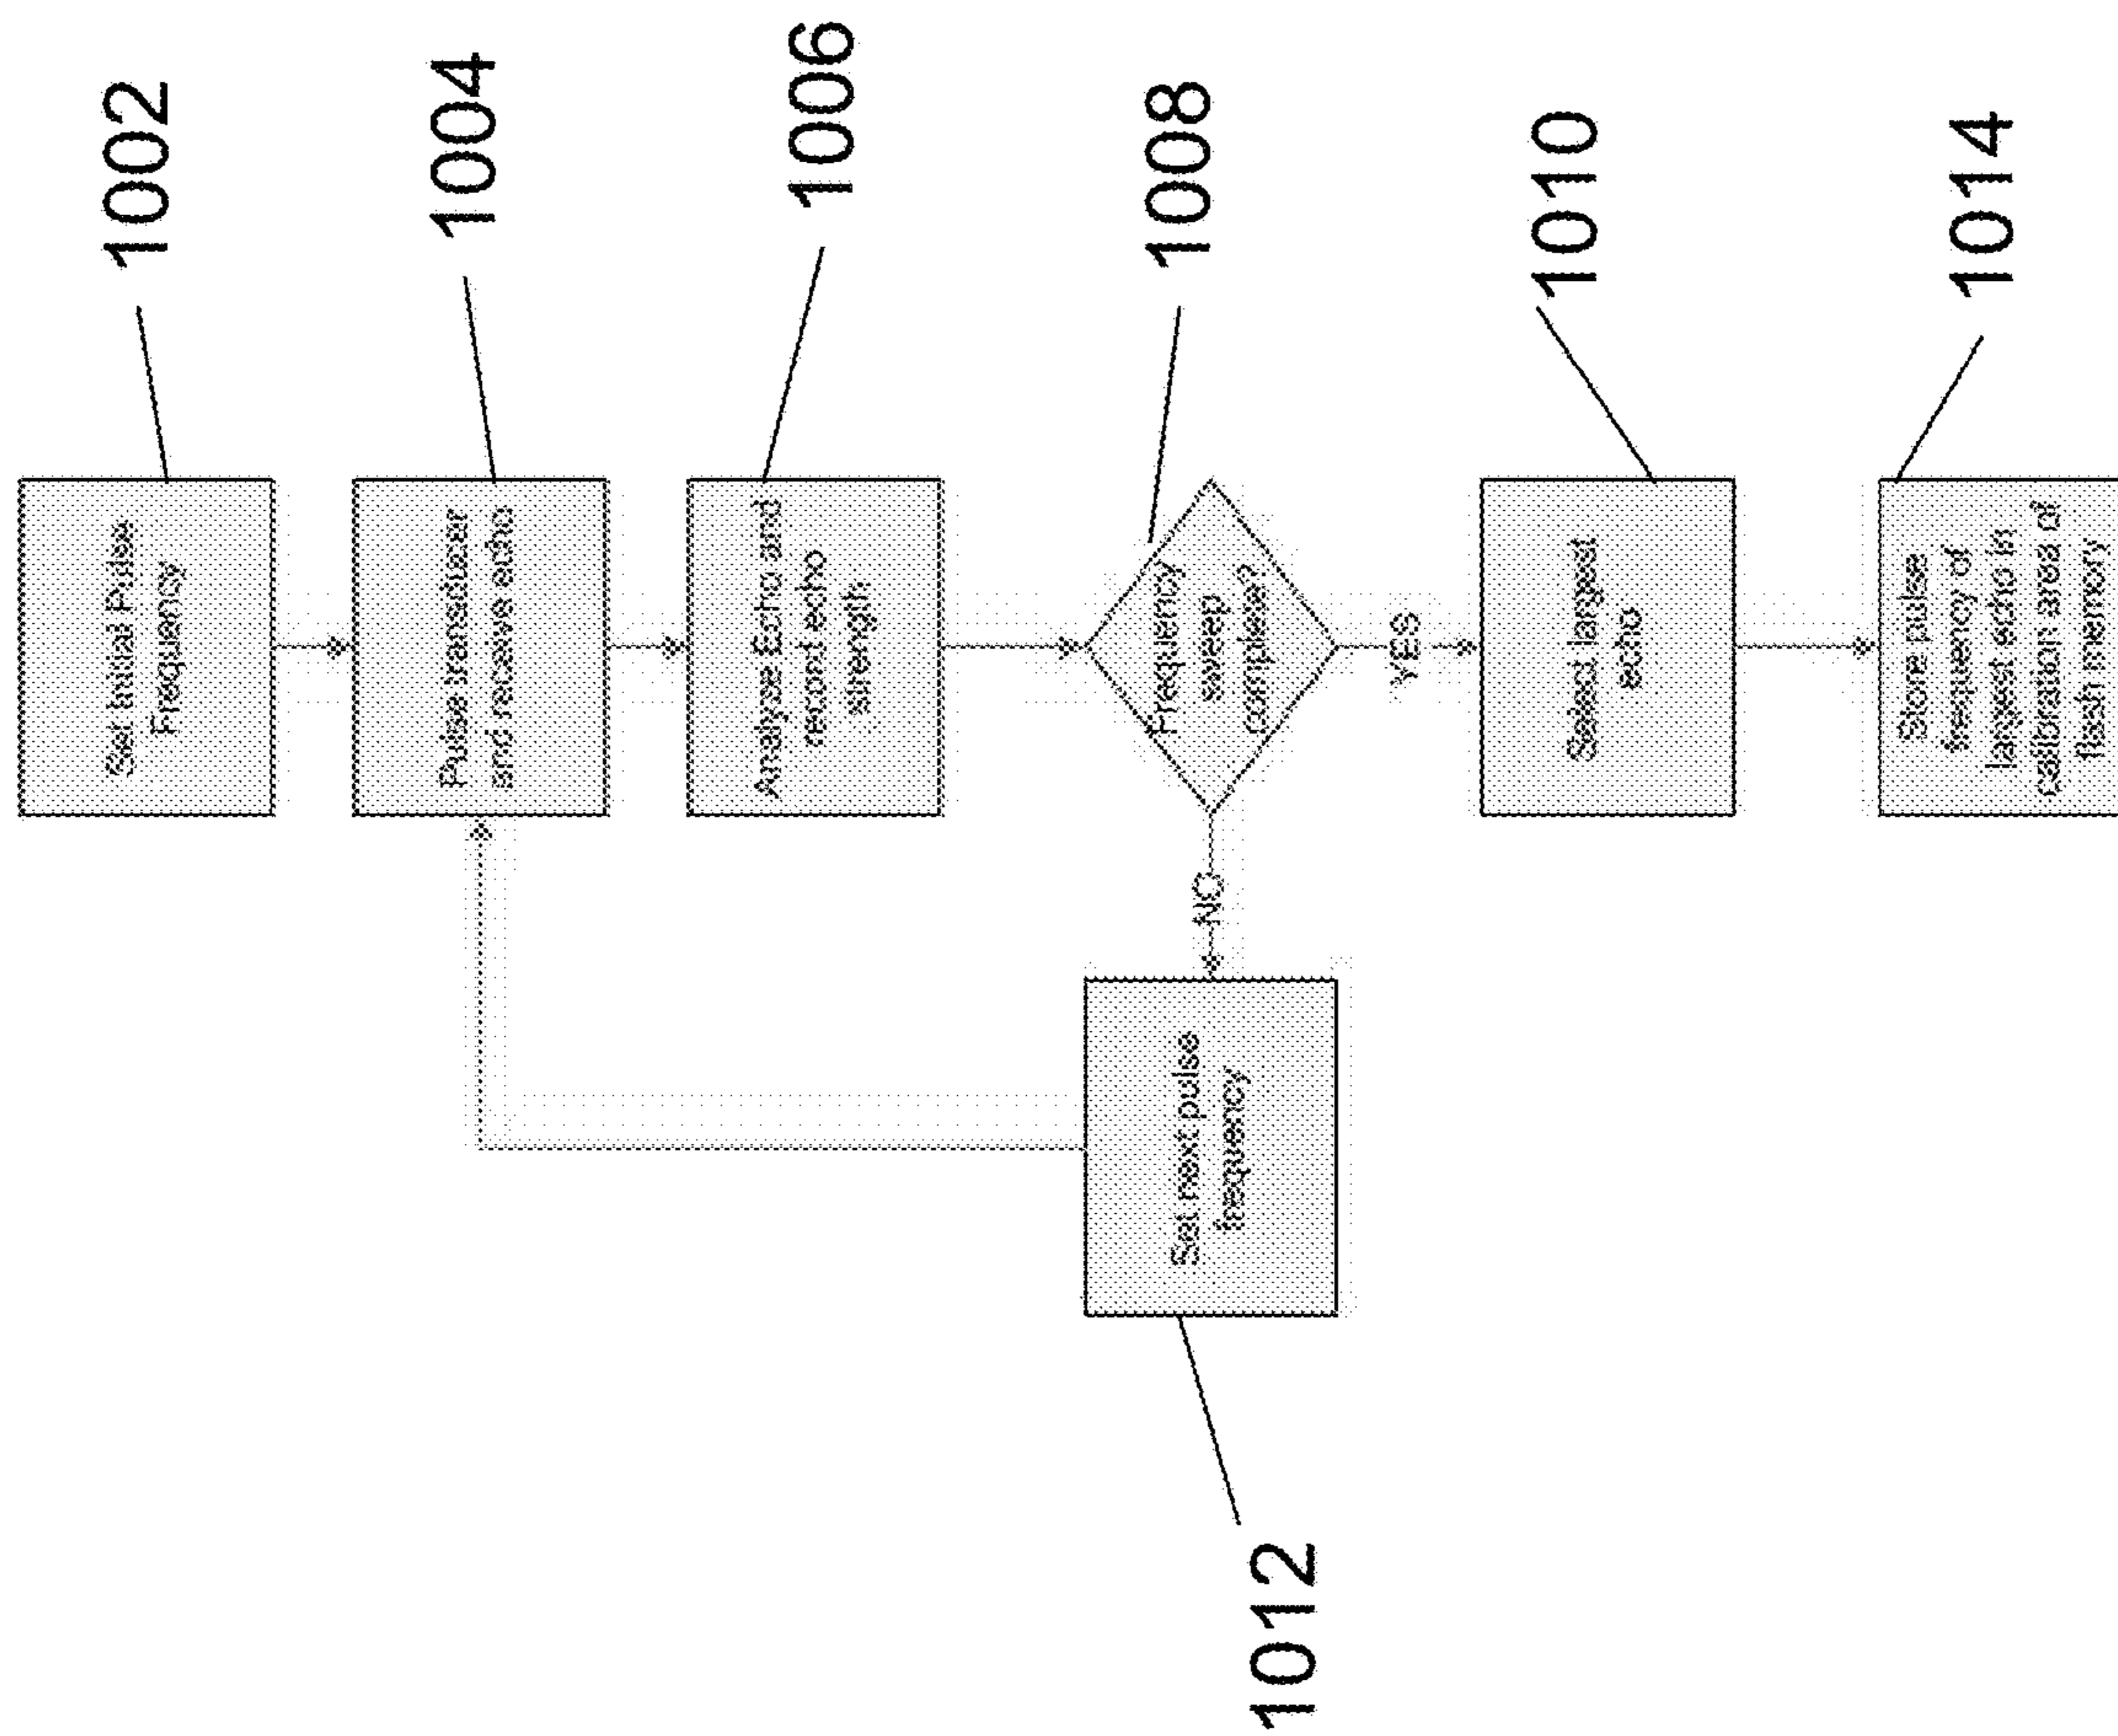 1002
Set Initial Pulse
Frequency
1004
Pulse transducer
and receive echo
1006
Analyse Echo and
record echo
strength
1008
Frequency
sweep
complete?
NO
YES
1012
Set next pulse
frequency
1010
Select largest
echo
1014
Store pulse
frequency of
largest echo in
calibration area of
flash memory